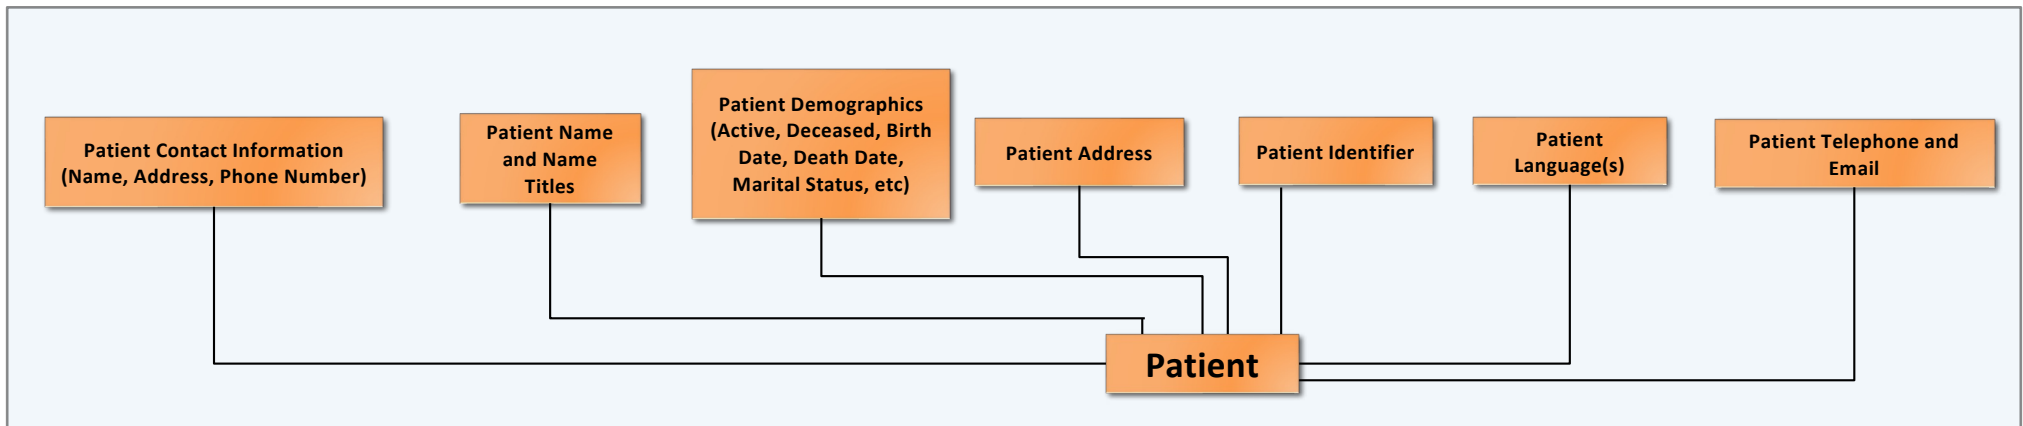 Patient Contact Information
(Name, Address, Phone Number)
Patient Name
and Name
Titles
Patient Demographics
(Active, Deceased, Birth
Date, Death Date,
Marital Status, etc)
Patient Address
Patient Identifier
Patient
Language(s)
Patient Telephone and
Email
Patient